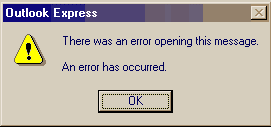 Outlook Express
There was an error opening this message.
An error has occurred.
OK